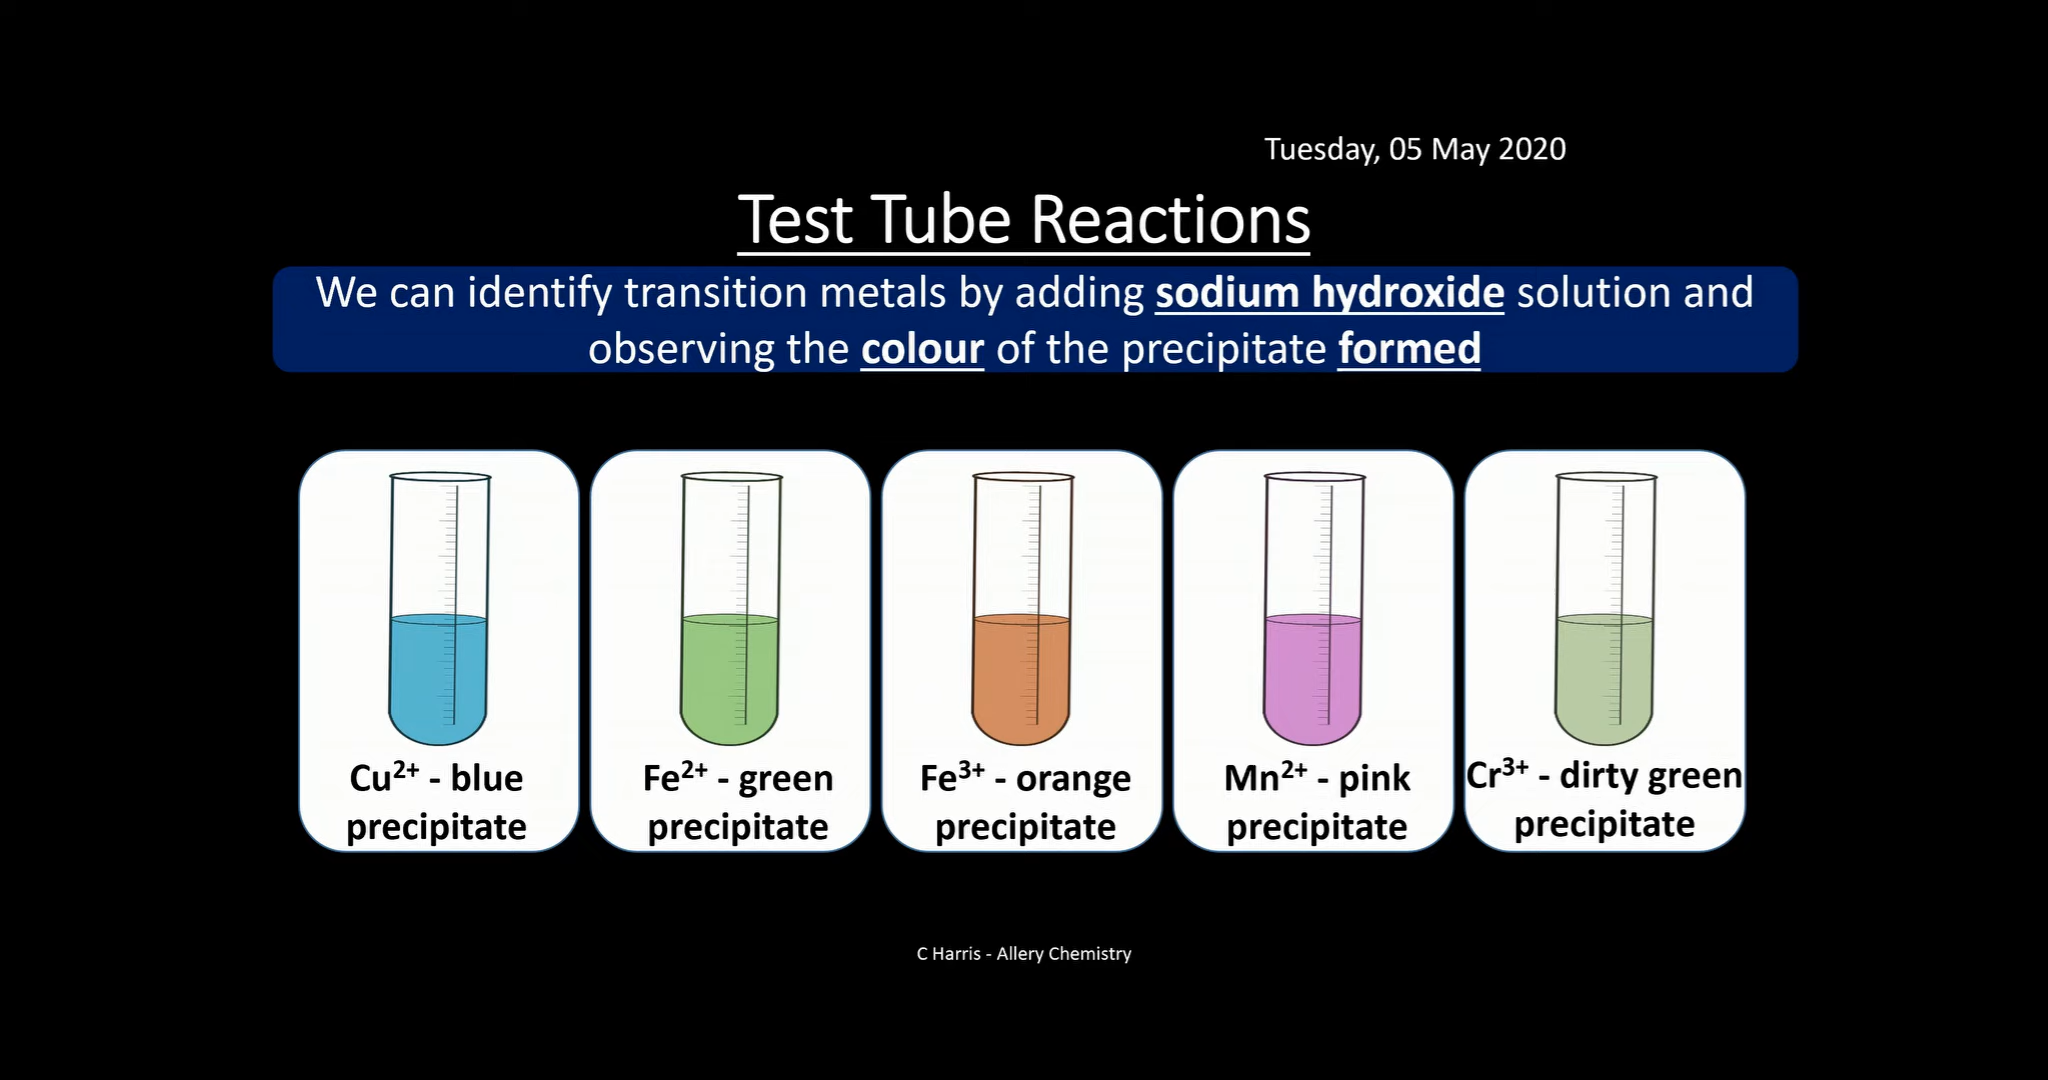 Tuesday, 05 May 2020
Test Tube Reactions
We can identify transition metals by adding sodium hydroxide solution and
observing the colour of the precipitate formed
Cu²⁺ - blue
precipitate
Fe²⁺ - green
precipitate
Fe³⁺ - orange
precipitate
Mn²⁺ - pink
precipitate
Cr³⁺ - dirty green
precipitate
C Harris - Allery Chemistry